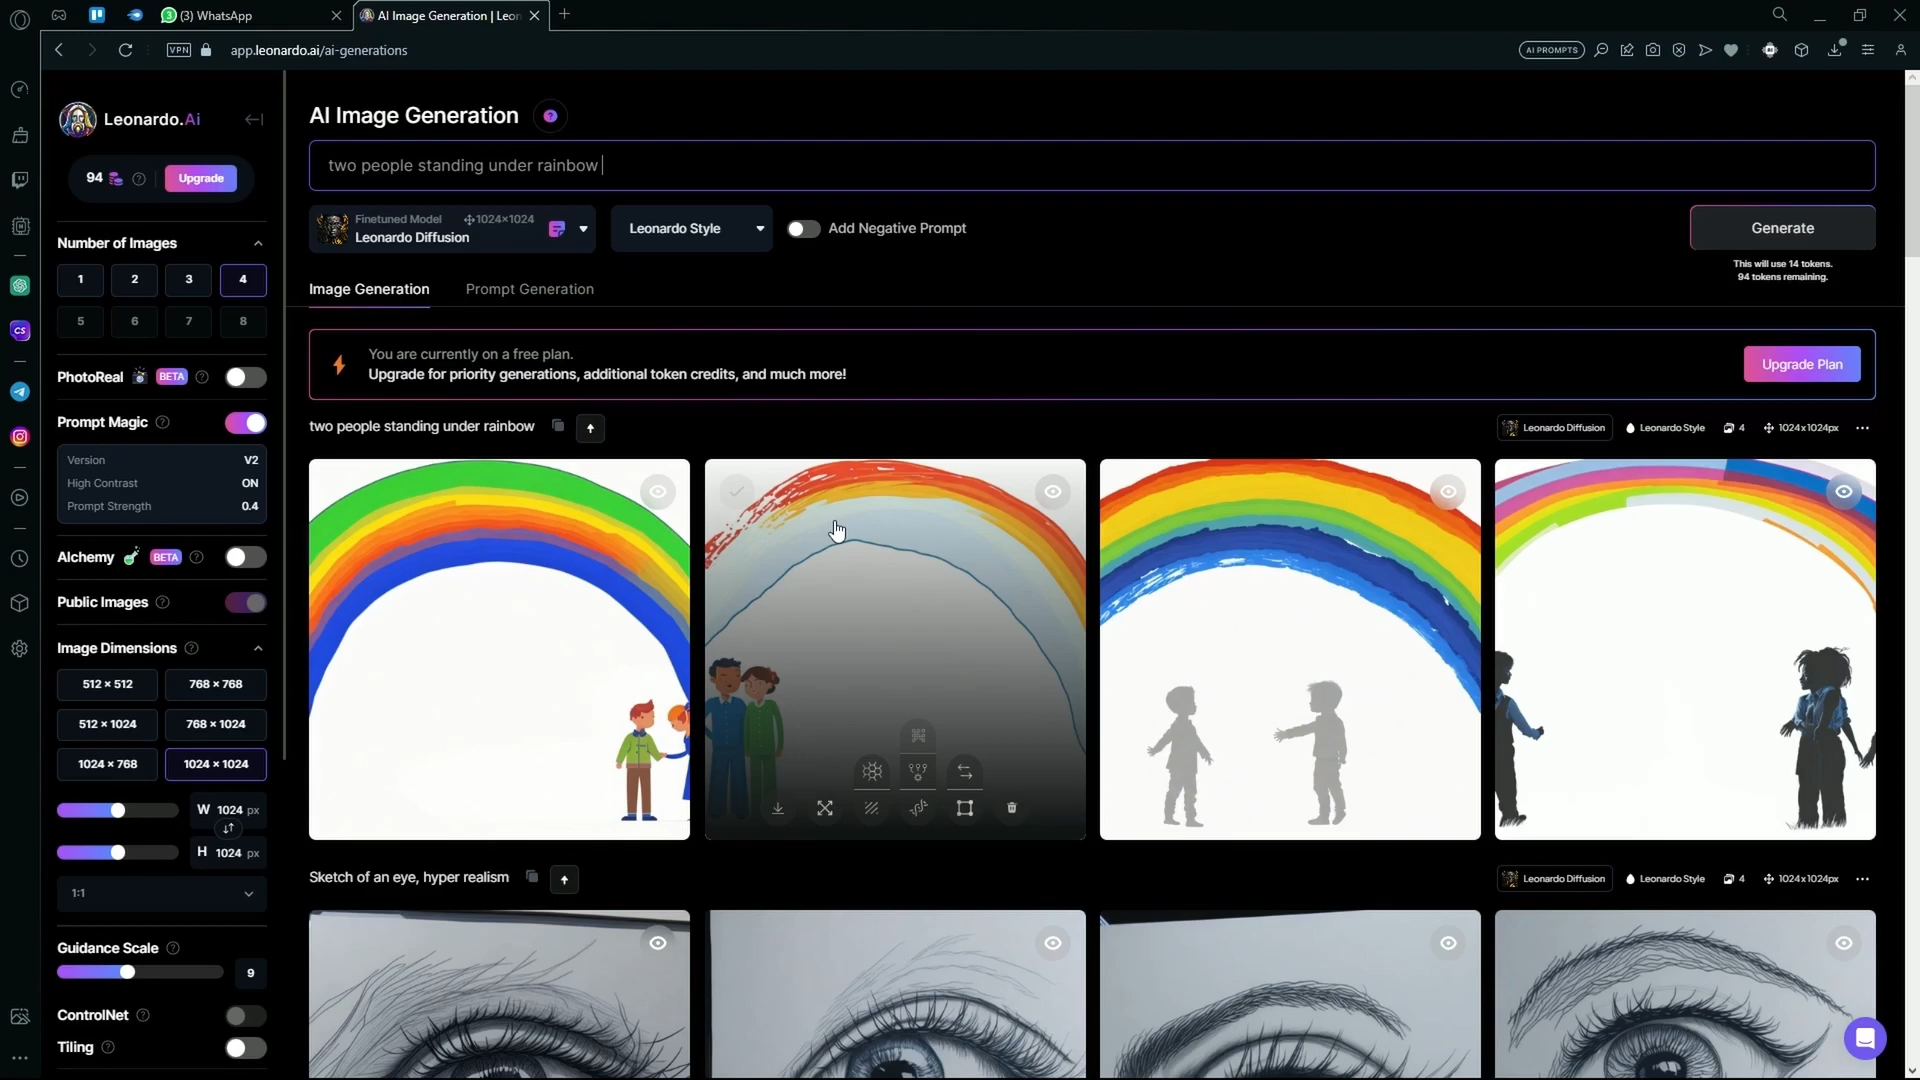 (3) WhatsApp
AI Image Generation | Leon
VPN
app.leonardo.ai/ai-generations
AI PROMPTS
Leonardo.Ai
94
Upgrade
Number of Images
1 2 3 4
5 6 7 8
PhotoReal BETA
Prompt Magic
Version V2
High Contrast ON
Prompt Strength 0.4
Alchemy BETA
Public Images
Image Dimensions
512 × 512 768 × 768
512 × 1024 768 × 1024
1024 × 768 1024 × 1024
W 1024 px
H 1024 px
1:1
Guidance Scale
9
ControlNet
Tiling
AI Image Generation
two people standing under rainbow
Finetuned Model 1024×1024
Leonardo Diffusion
Leonardo Style
Add Negative Prompt
Generate
This will use 14 tokens.
94 tokens remaining.
Image Generation Prompt Generation
You are currently on a free plan.
Upgrade for priority generations, additional token credits, and much more!
Upgrade Plan
two people standing under rainbow
Leonardo Diffusion Leonardo Style 4 1024x1024px
Sketch of an eye, hyper realism
Leonardo Diffusion Leonardo Style 4 1024x1024px
CS